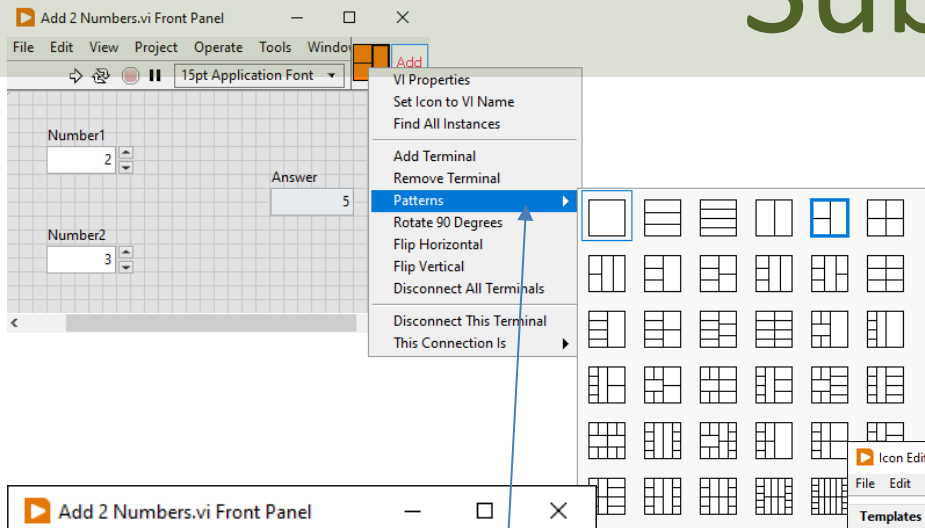 Sub
Add 2 Numbers.vi Front Panel
File Edit View Project Operate Tools
15pt Application Font
Add
Number1
2
Answer
5
Number2
3
VI Properties
Set Icon to VI Name
Find All Instances
Add Terminal
Remove Terminal
Patterns
Rotate 90 Degrees
Flip Horizontal
Flip Vertical
Disconnect All Terminals
Disconnect This Terminal
This Connection Is
Icon Edi
File Edit
Templates
Add 2 Numbers.vi Front Panel